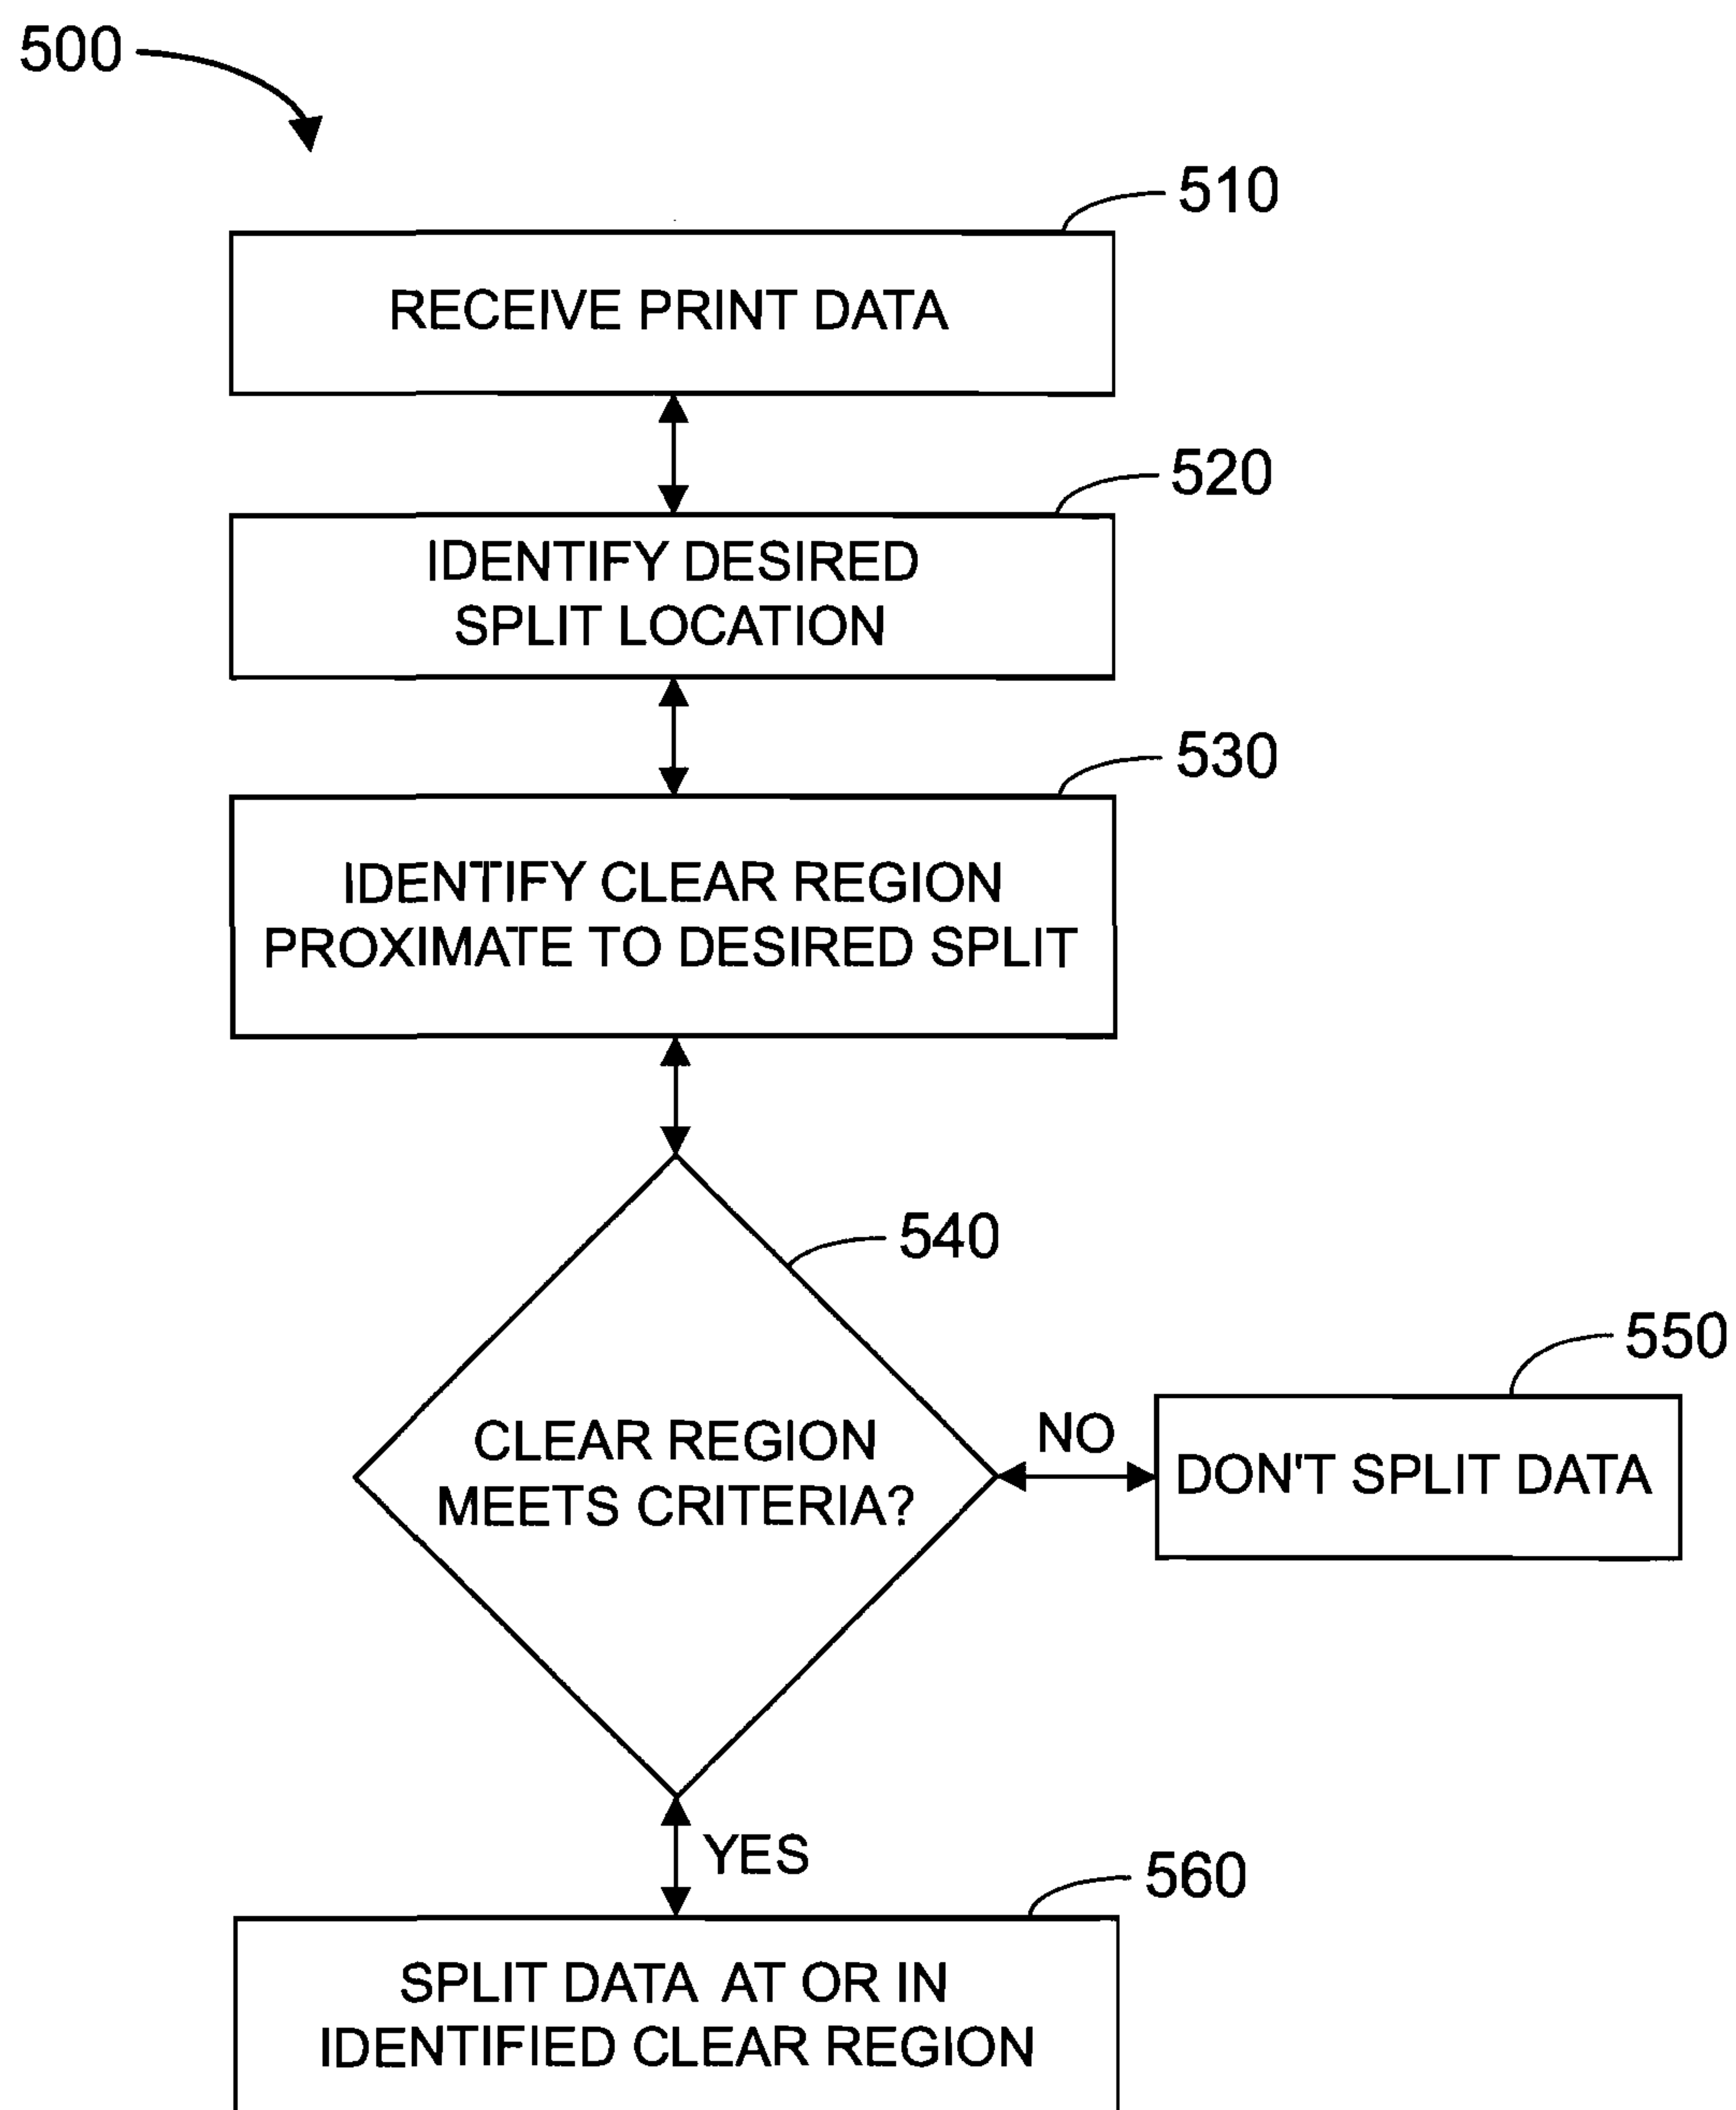 500
510
RECEIVE PRINT DATA
520
IDENTIFY DESIRED
SPLIT LOCATION
530
IDENTIFY CLEAR REGION
PROXIMATE TO DESIRED SPLIT
540
CLEAR REGION
MEETS CRITERIA?
NO
550
DON'T SPLIT DATA
YES
560
SPLIT DATA AT OR IN
IDENTIFIED CLEAR REGION